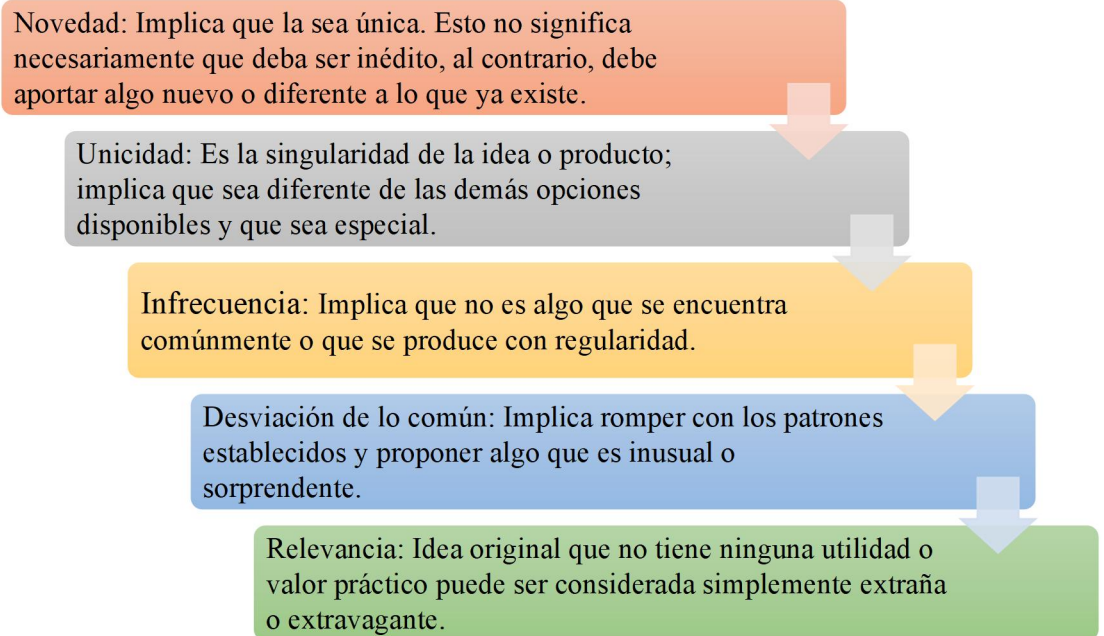 Novedad: Implica que la sea única. Esto no significa
necesariamente que deba ser inédito, al contrario, debe
aportar algo nuevo o diferente a lo que ya existe.
Unicidad: Es la singularidad de la idea o producto;
implica que sea diferente de las demás opciones
disponibles y que sea especial.
Infrecuencia: Implica que no es algo que se encuentra
comúnmente o que se produce con regularidad.
Desviación de lo común: Implica romper con los patrones
establecidos y proponer algo que es inusual o
sorprendente.
Relevancia: Idea original que no tiene ninguna utilidad o
valor práctico puede ser considerada simplemente extraña
o extravagante.